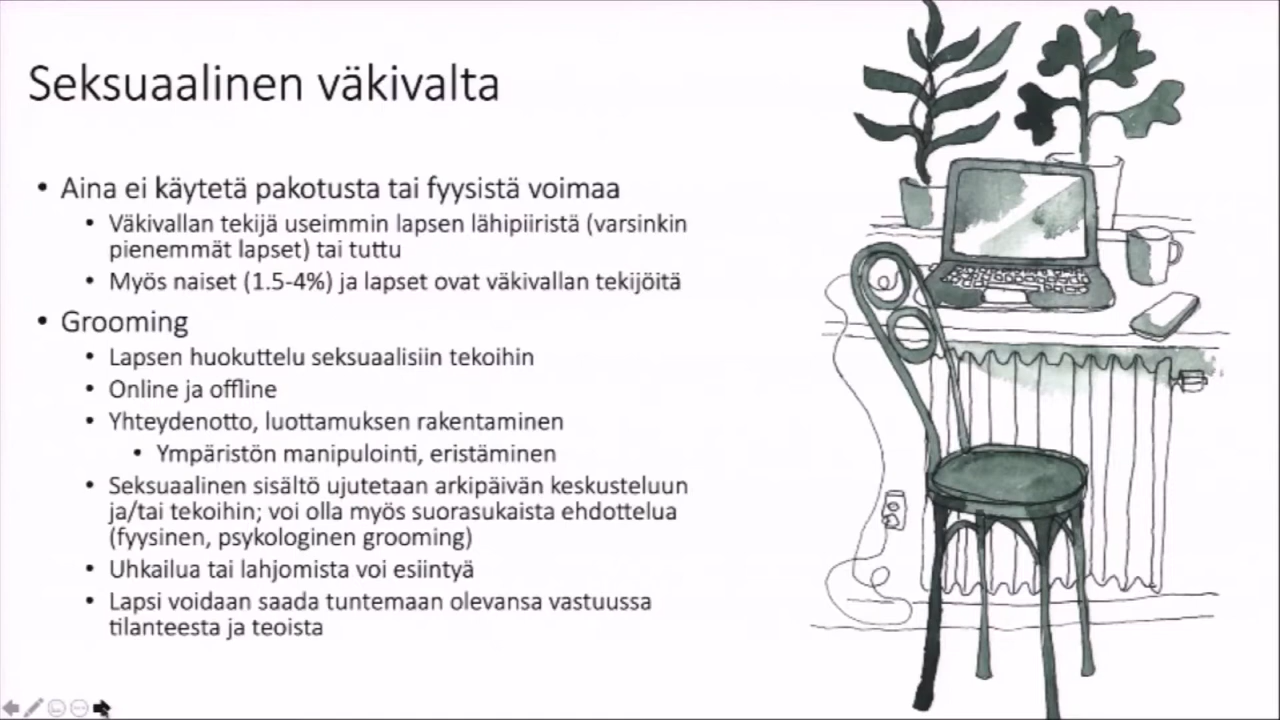 Seksuaalinen väkivalta
• Aina ei käytetä pakotusta tai fyysistä voimaa
• Väkivallan tekijä useimmin lapsen lähipiiristä (varsinkin
pienemmät lapset) tai tuttu
• Myös naiset (1.5-4%) ja lapset ovat väkivallan tekijöitä
• Grooming
• Lapsen huokuttelu seksuaalisiin tekoihin
• Online ja offline
• Yhteydenotto, luottamuksen rakentaminen
• Ympäristön manipulointi, eristäminen
• Seksuaalinen sisältö ujutetaan arkipäivän keskusteluun
ja/tai tekoihin; voi olla myös suorasukaista ehdottelua
(fyysinen, psykologinen grooming)
• Uhkailua tai lahjomista voi esiintyä
• Lapsi voidaan saada tuntemaan olevansa vastuussa
tilanteesta ja teoista